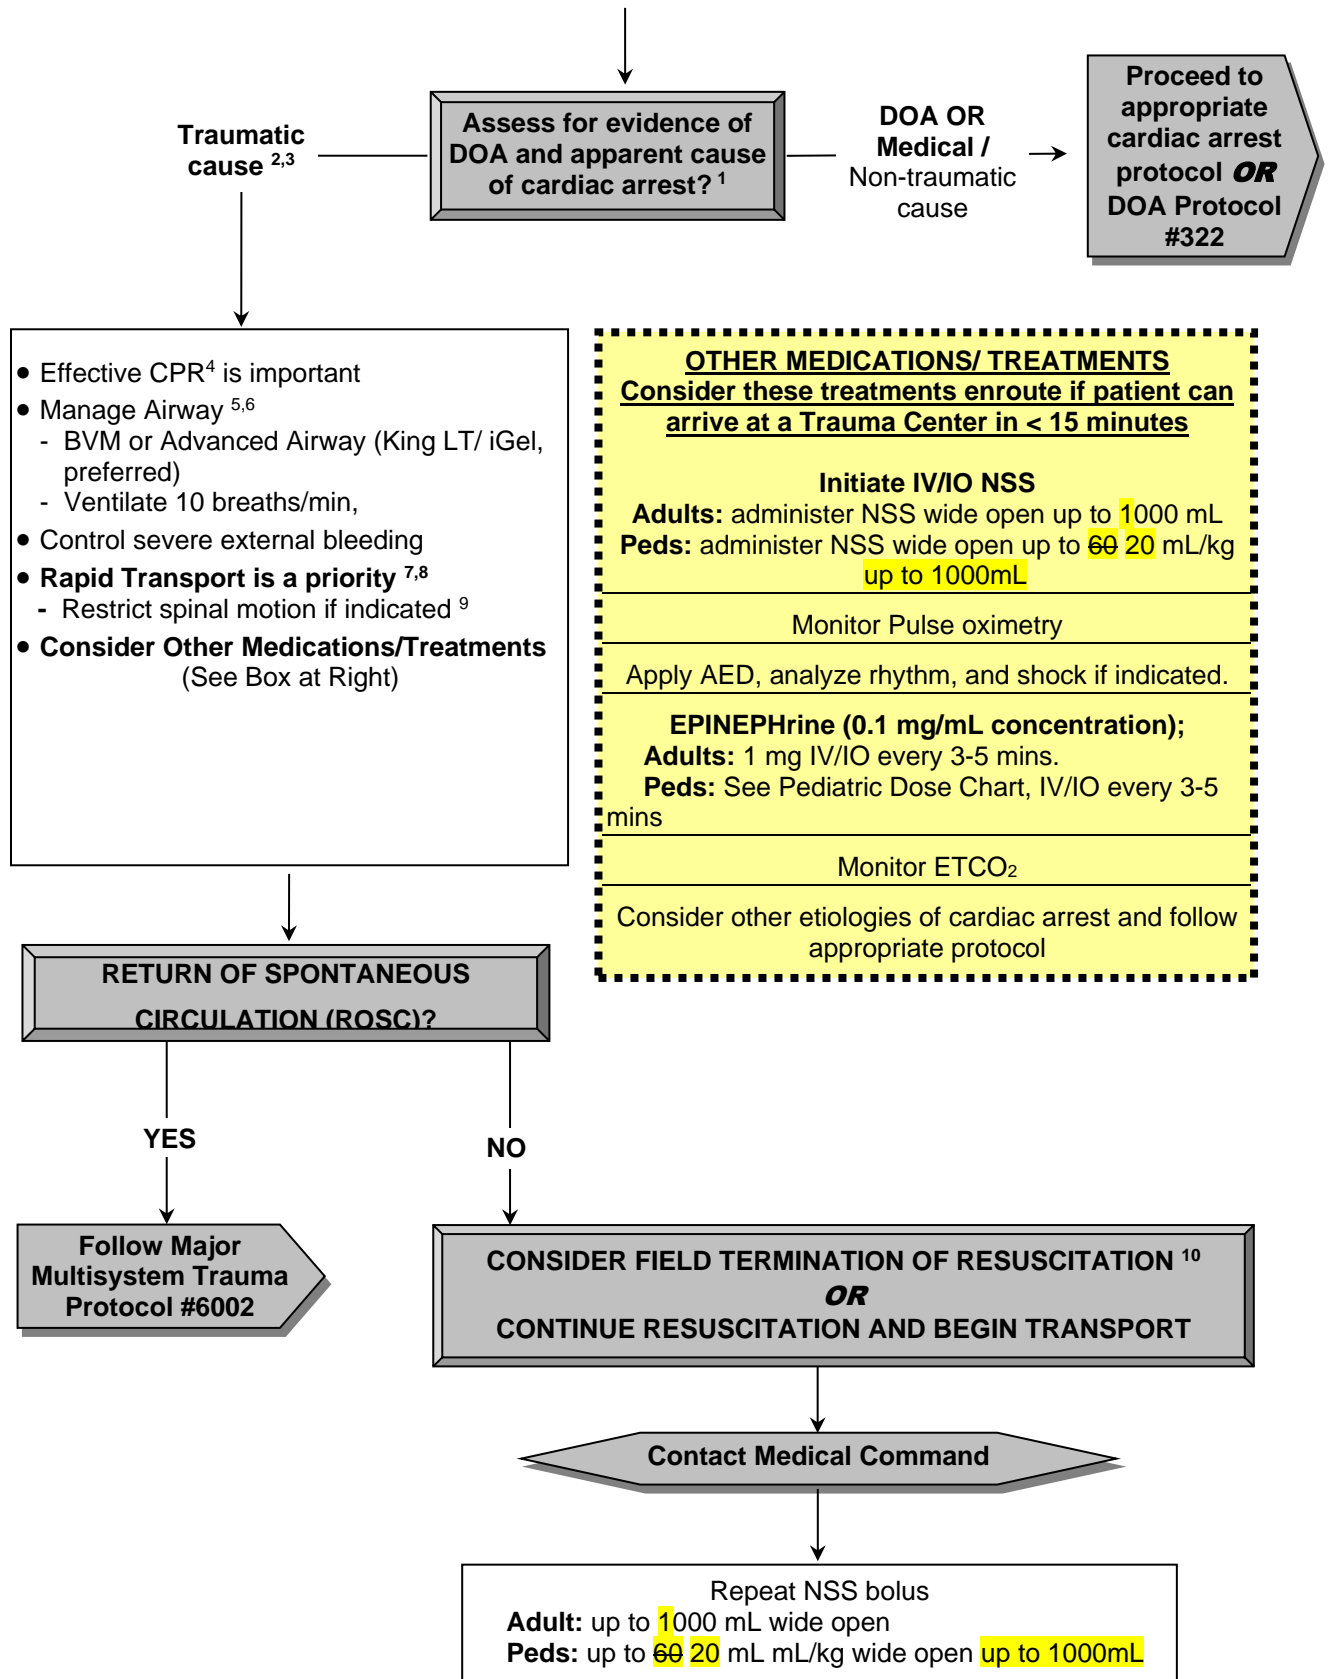 Assess for evidence of
DOA and apparent cause
of cardiac arrest? 1
Traumatic
cause 2,3
DOA OR
Medical /
Non-traumatic
cause
Proceed to
appropriate
cardiac arrest
protocol OR
DOA Protocol
#322
• Effective CPR4 is important
• Manage Airway 5,6
- BVM or Advanced Airway (King LT/ iGel,
preferred)
- Ventilate 10 breaths/min,
• Control severe external bleeding
• Rapid Transport is a priority 7,8
- Restrict spinal motion if indicated 9
• Consider Other Medications/Treatments
(See Box at Right)
OTHER MEDICATIONS/ TREATMENTS
Consider these treatments enroute if patient can
arrive at a Trauma Center in < 15 minutes
Initiate IV/IO NSS
Adults: administer NSS wide open up to 1000 mL
Peds: administer NSS wide open up to 60 20 mL/kg
up to 1000mL
Monitor Pulse oximetry
Apply AED, analyze rhythm, and shock if indicated.
EPINEPHrine (0.1 mg/mL concentration);
Adults: 1 mg IV/IO every 3-5 mins.
Peds: See Pediatric Dose Chart, IV/IO every 3-5
mins
Monitor ETCO2
Consider other etiologies of cardiac arrest and follow
appropriate protocol
RETURN OF SPONTANEOUS
CIRCULATION (ROSC)?
YES
NO
Follow Major
Multisystem Trauma
Protocol #6002
CONSIDER FIELD TERMINATION OF RESUSCITATION 10
OR
CONTINUE RESUSCITATION AND BEGIN TRANSPORT
Contact Medical Command
Repeat NSS bolus
Adult: up to 1000 mL wide open
Peds: up to 60 20 mL mL/kg wide open up to 1000mL